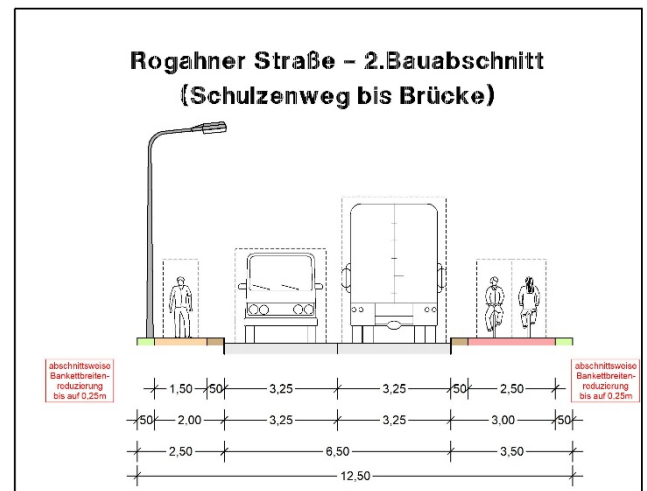 Rogahner Straße - 2.Bauabschnitt
(Schulzenweg bis Brücke)
abschnittsweise
Bankettbreiten-
roduzierung
bis auf 0,25m
abschnittsweise
Bankettbreiten-
roduzierung
bis auf 0,25m
1,50 50 3,25 3,25 50 2,50
50 2,00 3,25 3,25 3,00 50
2,50 6,50 3,50
12,50